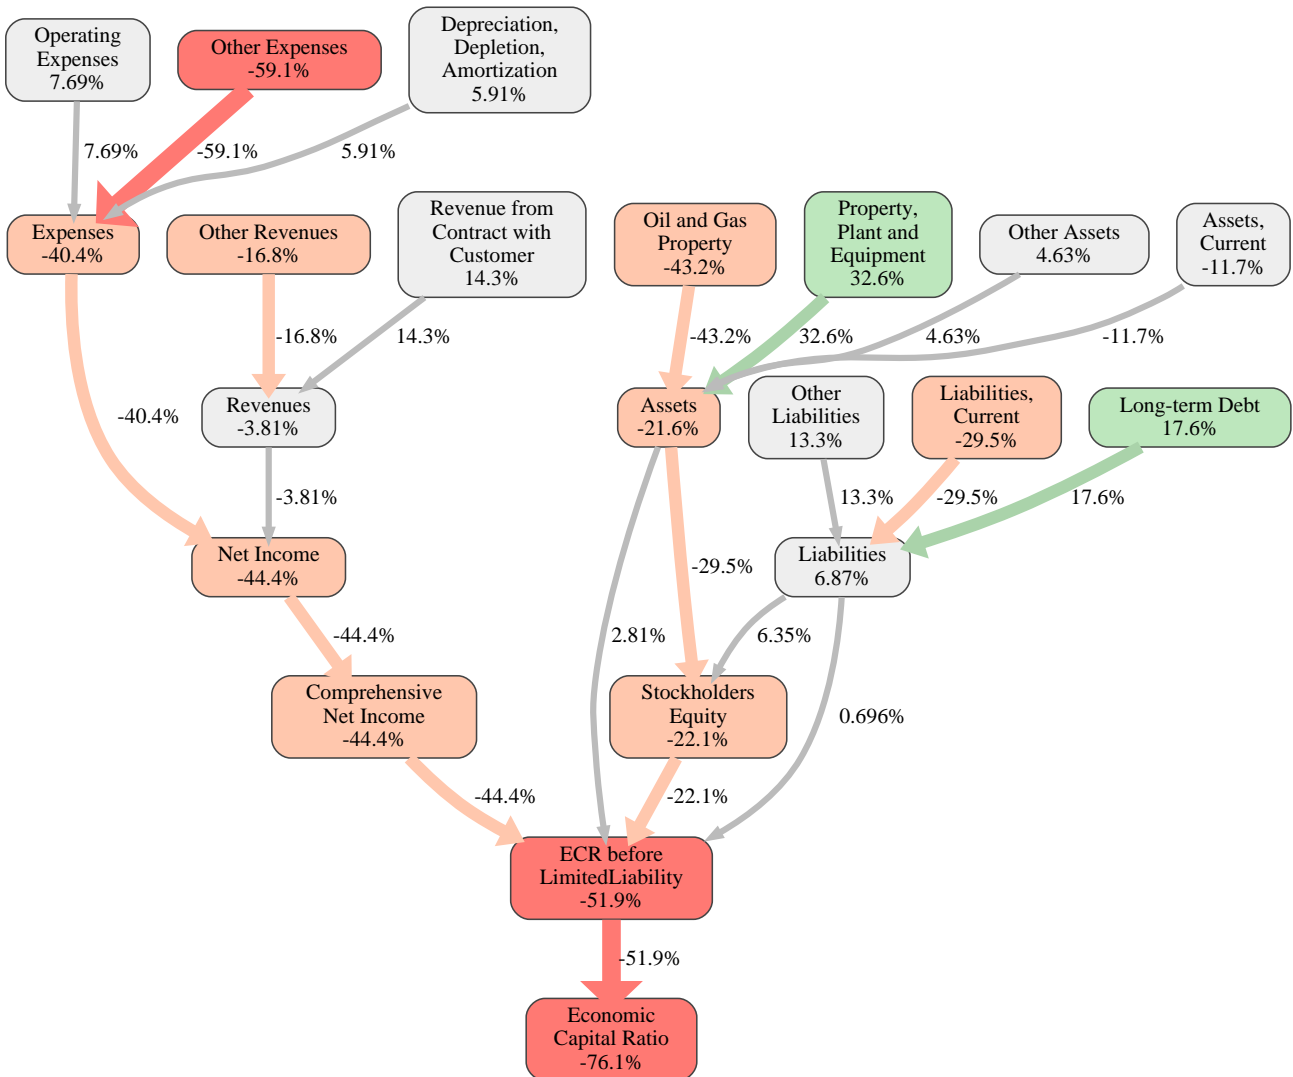 Operating
Expenses
7.69%
Other Expenses
-59.1%
Depreciation,
Depletion,
Amortization
5.91%
7.69%
-59.1%
5.91%
Expenses
-40.4%
Other Revenues
-16.8%
Revenue from
Contract with
Customer
14.3%
Oil and Gas
Property
-43.2%
Property,
Plant and
Equipment
32.6%
Other Assets
4.63%
Assets,
Current
-11.7%
-16.8%
14.3%
-43.2%
32.6%
4.63%
-11.7%
-40.4%
Revenues
-3.81%
Assets
-21.6%
Other
Liabilities
13.3%
Liabilities,
Current
-29.5%
Long-term Debt
17.6%
-3.81%
13.3%
-29.5%
17.6%
Net Income
-44.4%
-29.5%
Liabilities
6.87%
-44.4%
2.81%
6.35%
0.696%
Comprehensive
Net Income
-44.4%
Stockholders
Equity
-22.1%
-44.4%
-22.1%
ECR before
LimitedLiability
-51.9%
-51.9%
Economic
Capital Ratio
-76.1%